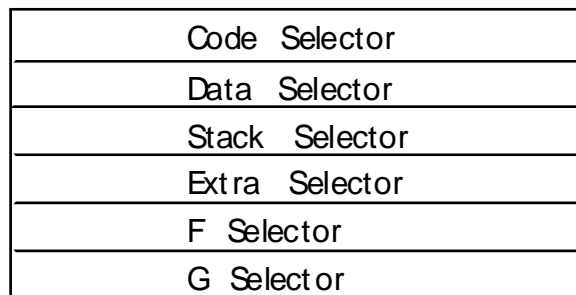 Code Selector
Data Selector
Stack Selector
Extra Selector
F Selector
G Selector